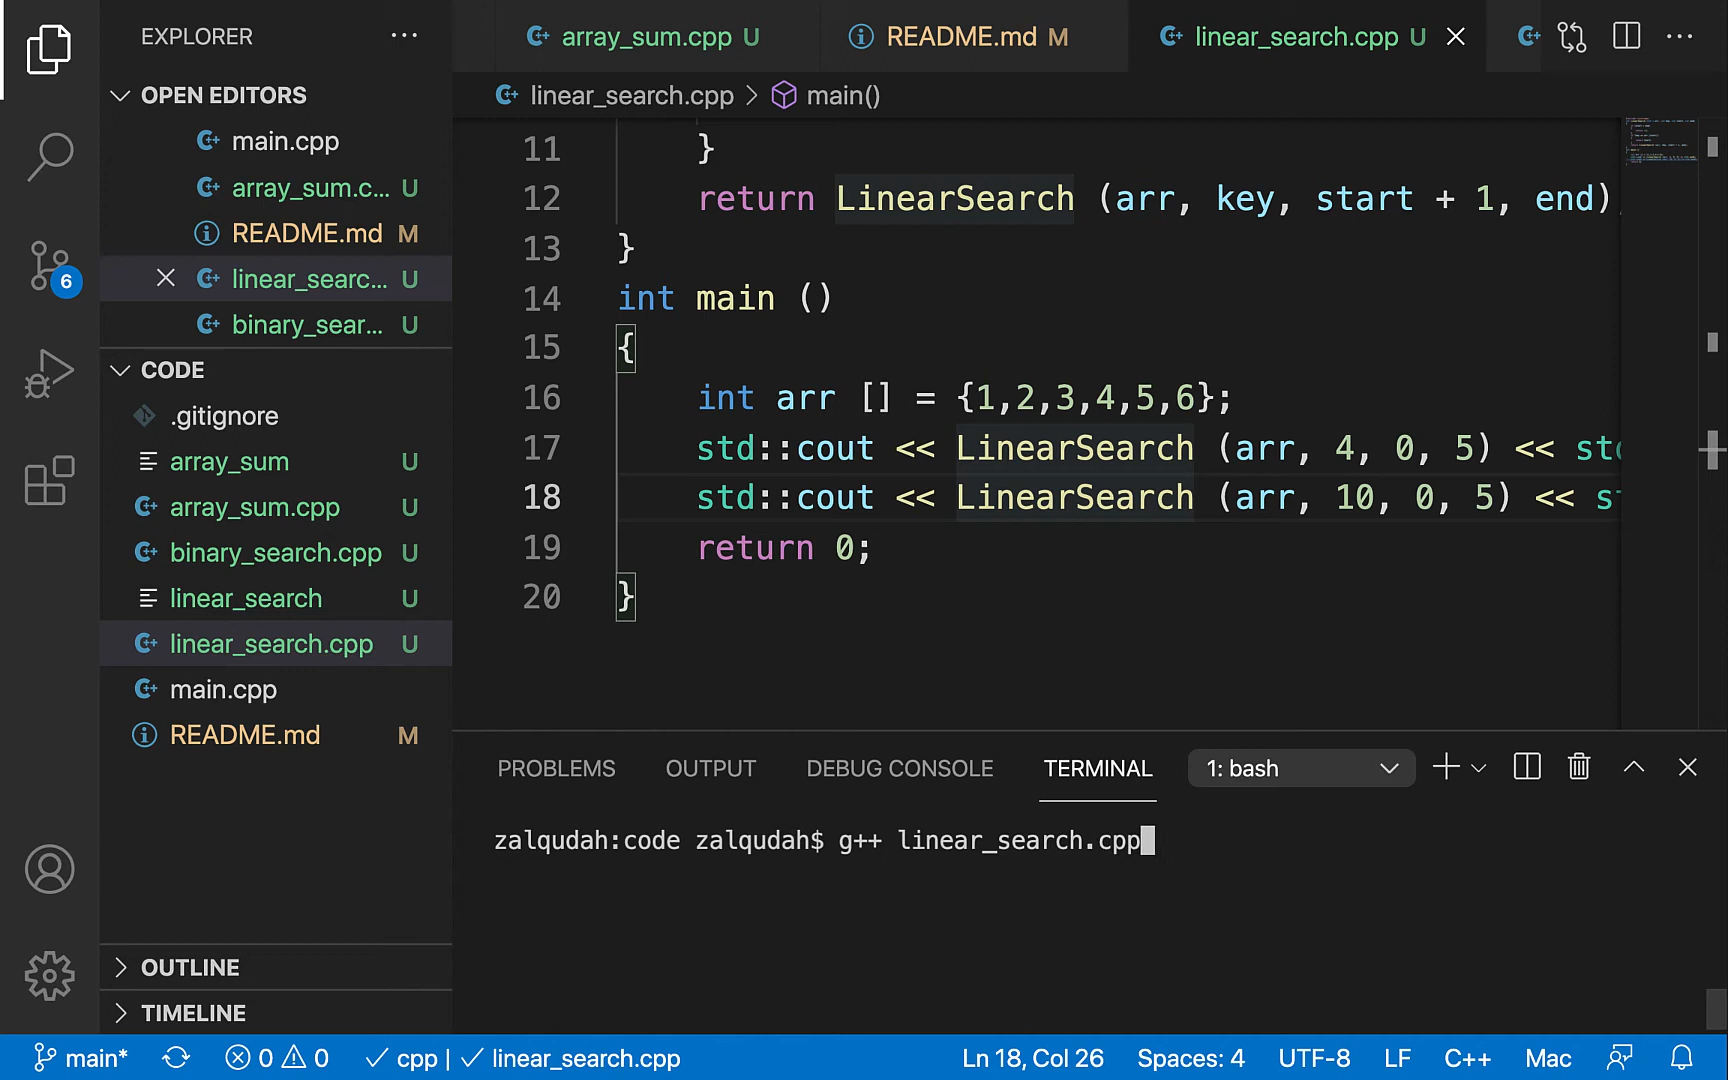 EXPLORER
OPEN EDITORS
main.cpp
array_sum.c... U
README.md M
linear_searc... U
binary_sear... U
6
CODE
.gitignore
array_sum U
array_sum.cpp U
binary_search.cpp U
linear_search U
linear_search.cpp U
main.cpp
README.md M
OUTLINE
TIMELINE
array_sum.cpp U
README.md M
linear_search.cpp U
linear_search.cpp > main()
11 }
12 return LinearSearch (arr, key, start + 1, end)
13 }
14 int main ()
15 {
16 int arr [] = {1,2,3,4,5,6};
17 std::cout << LinearSearch (arr, 4, 0, 5) << std
18 std::cout << LinearSearch (arr, 10, 0, 5) << st
19 return 0;
20 }
PROBLEMS OUTPUT DEBUG CONSOLE TERMINAL 1: bash
zalqudah:code zalqudah$ g++ linear_search.cpp
main* 0 0 cpp | linear_search.cpp Ln 18, Col 26 Spaces: 4 UTF-8 LF C++ Mac